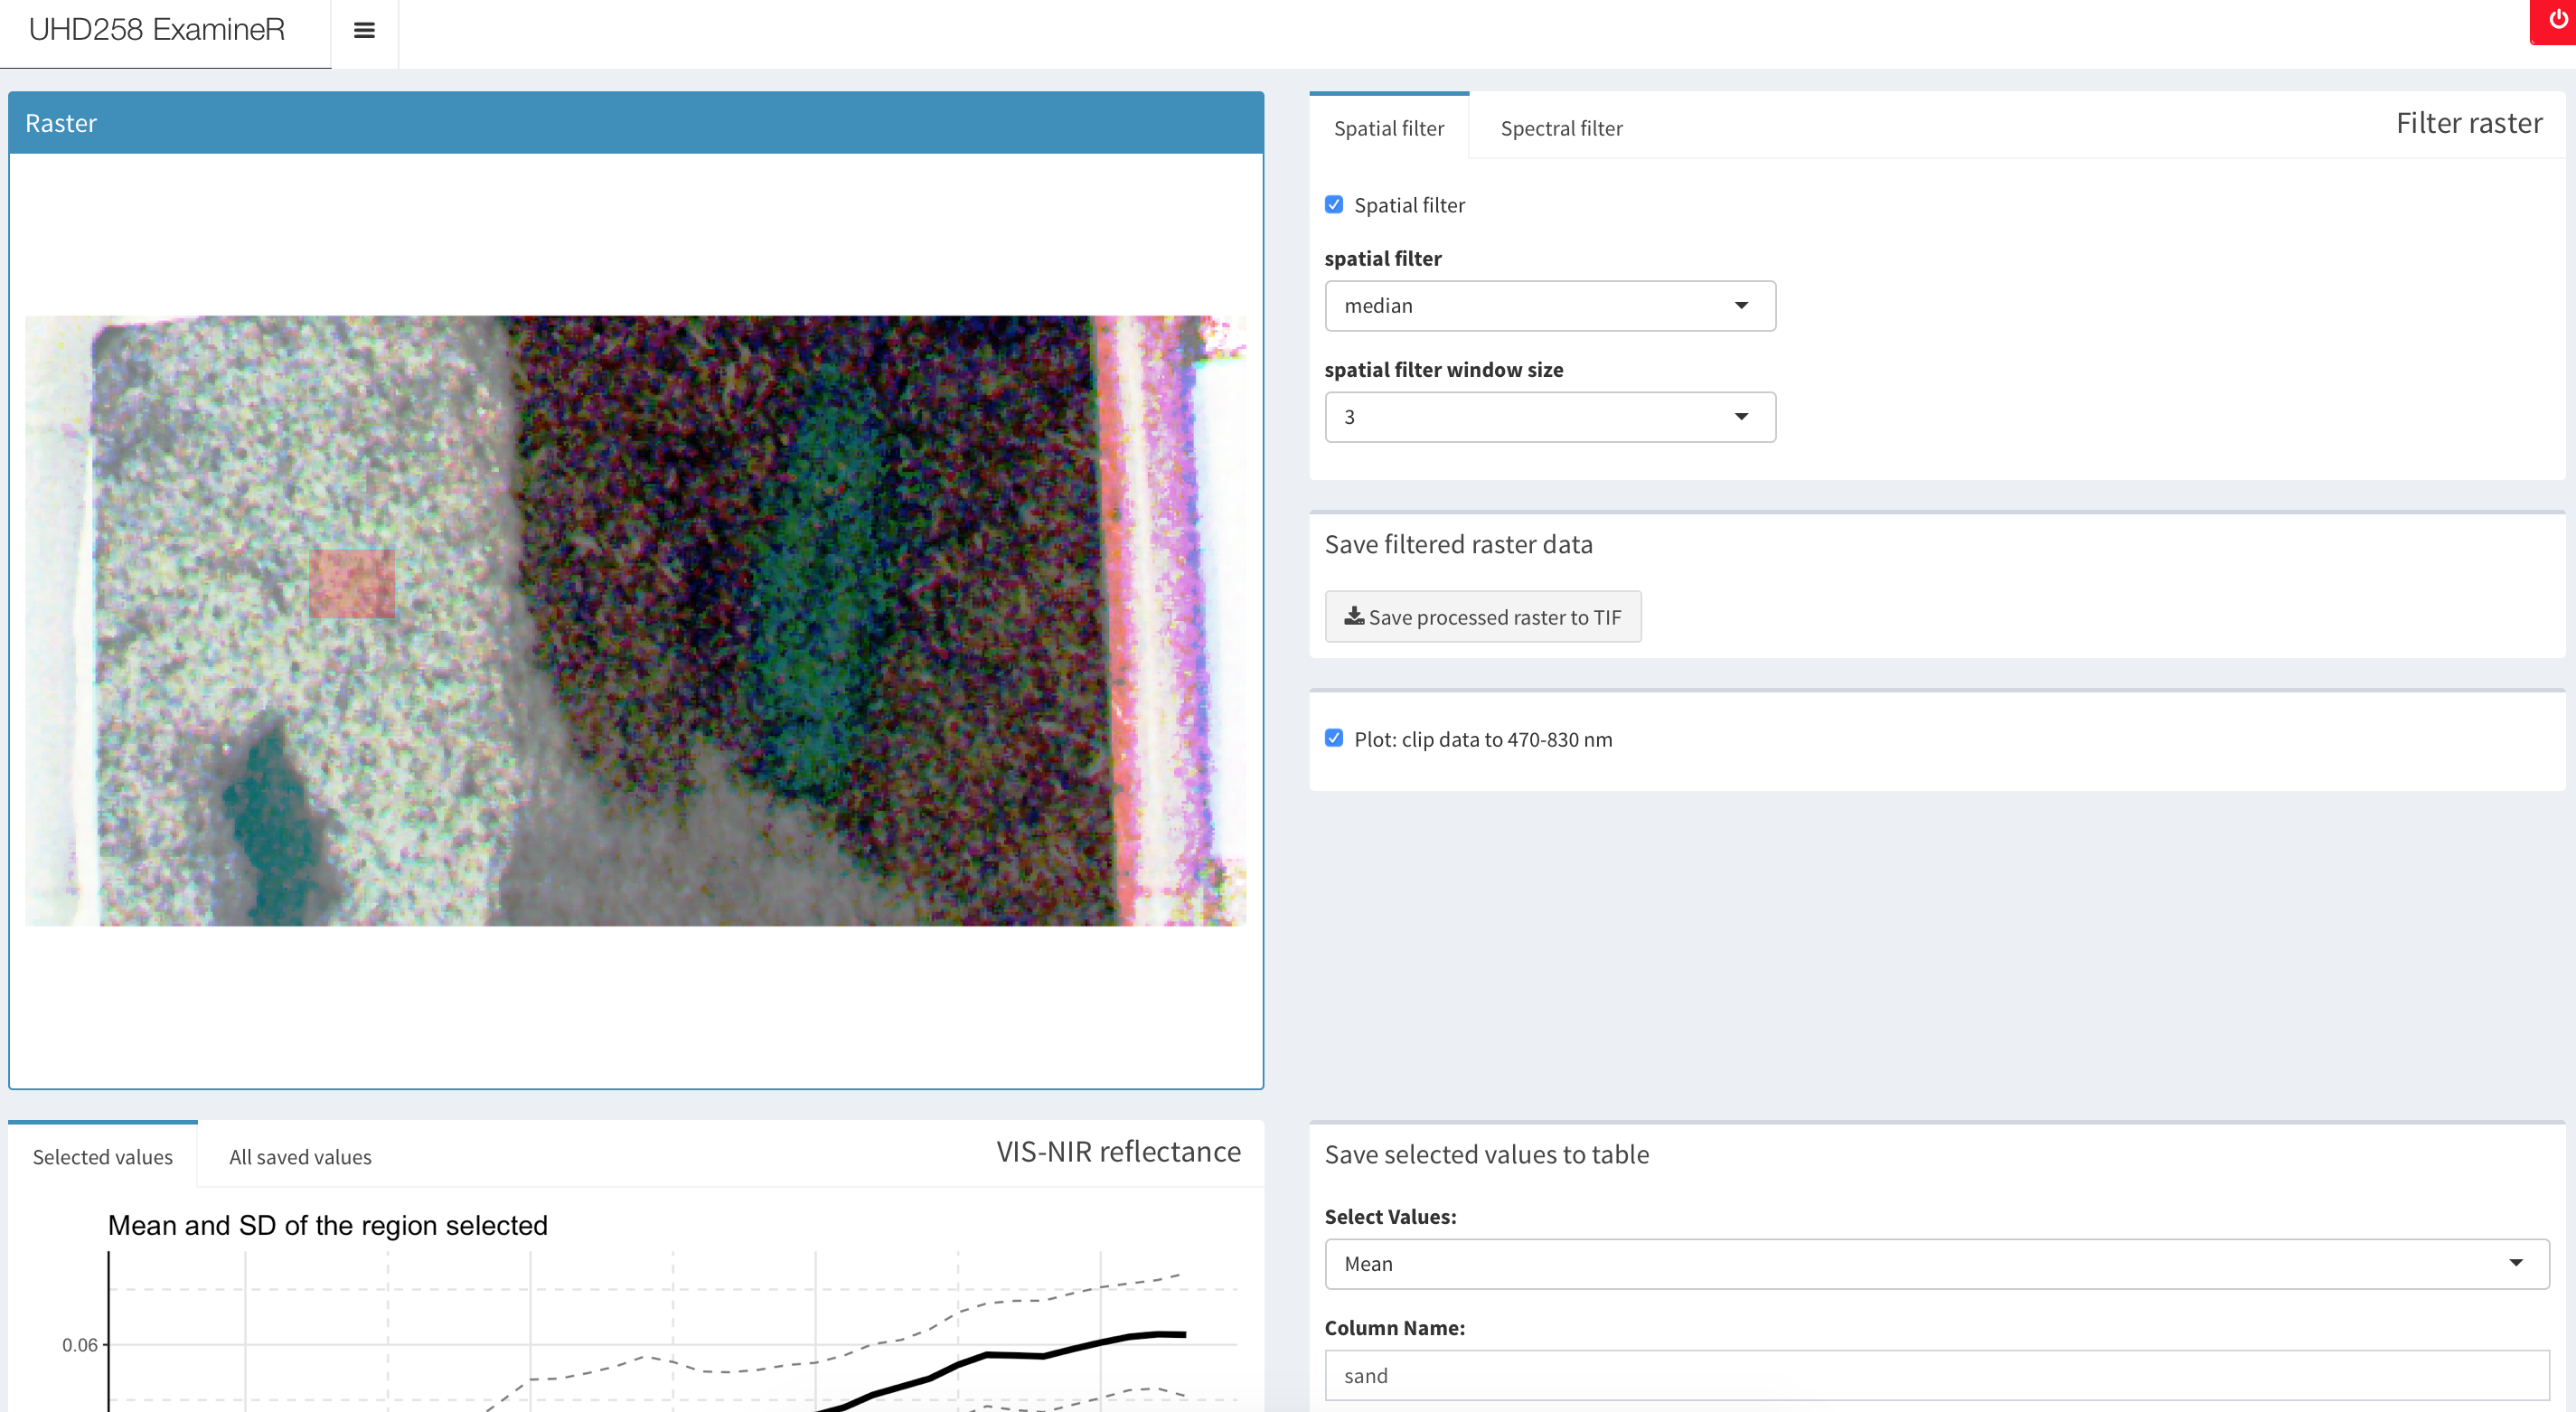 UHD258 ExamineR
Raster
Spatial filter
Spectral filter
Filter raster
Spatial filter
spatial filter
median
spatial filter window size
3
Save filtered raster data
Save processed raster to TIF
Plot: clip data to 470-830 nm
Selected values
All saved values
VIS-NIR reflectance
Mean and SD of the region selected
0.06
Save selected values to table
Select Values:
Mean
Column Name:
sand